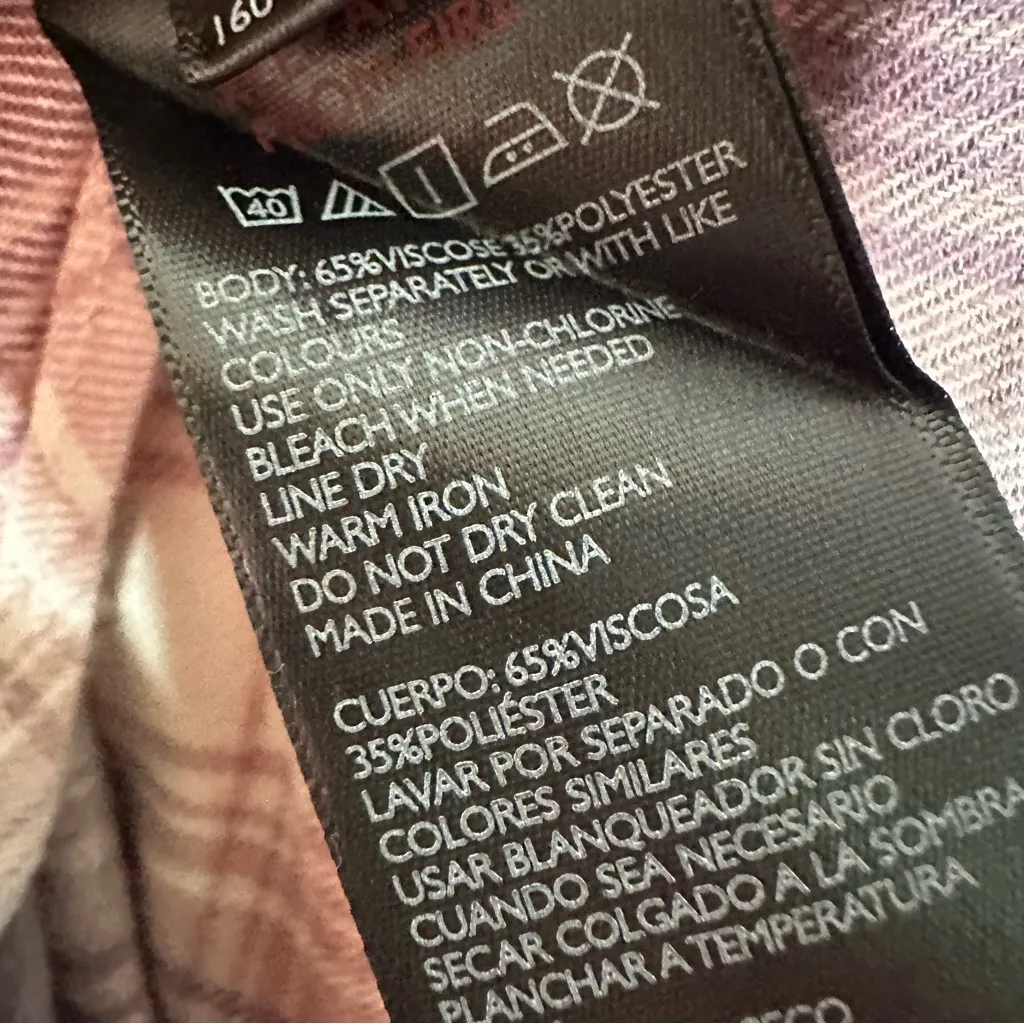 160
40
BODY: 65%VISCOSE 35%POLYESTER
WASH SEPARATELY OR WITH LIKE
COLOURS
USE ONLY NON-CHLORINE
BLEACH WHEN NEEDED
LINE DRY
WARM IRON
DO NOT DRY CLEAN
MADE IN CHINA
CUERPO: 65%VISCOSA
35%POLIÉSTER
LAVAR POR SEPARADO O CON
COLORES SIMILARES
USAR BLANQUEADOR SIN CLORO
CUANDO SEA NECESARIO
SECAR COLGADO A LA SOMBRA
PLANCHAR A TEMPERATURA